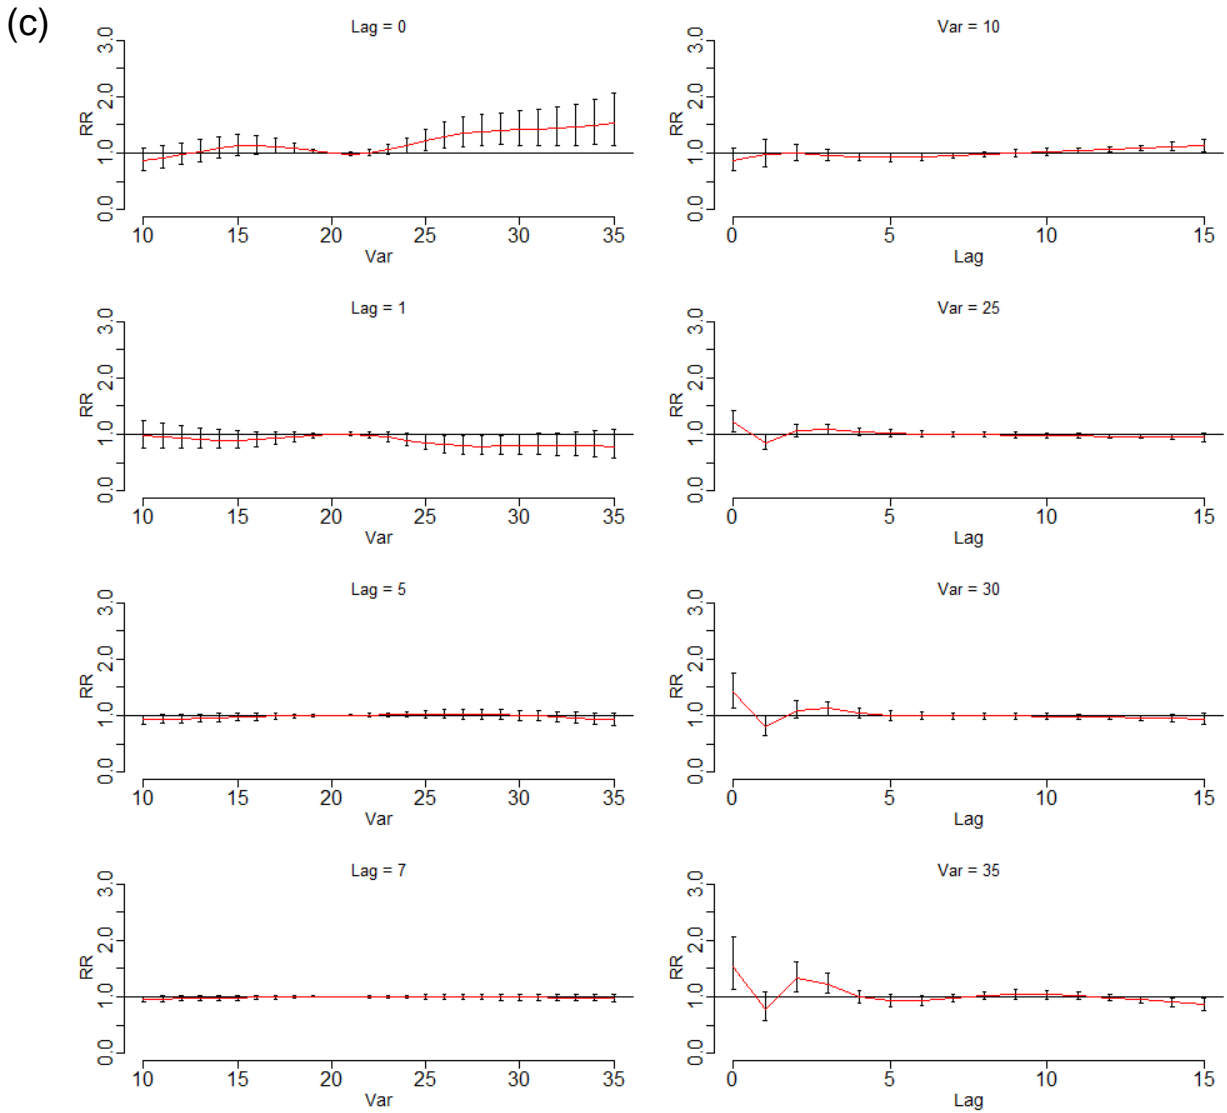 (c)
Lag = 0
RR
0.0 1.0 2.0 3.0
10 15 20 25 30 35
Var
Var = 10
RR
0.0 1.0 2.0 3.0
0 5 10 15
Lag
Lag = 1
RR
0.0 1.0 2.0 3.0
10 15 20 25 30 35
Var
Var = 25
RR
0.0 1.0 2.0 3.0
0 5 10 15
Lag
Lag = 5
RR
0.0 1.0 2.0 3.0
10 15 20 25 30 35
Var
Var = 30
RR
0.0 1.0 2.0 3.0
0 5 10 15
Lag
Lag = 7
RR
0.0 1.0 2.0 3.0
10 15 20 25 30 35
Var
Var = 35
RR
0.0 1.0 2.0 3.0
0 5 10 15
Lag